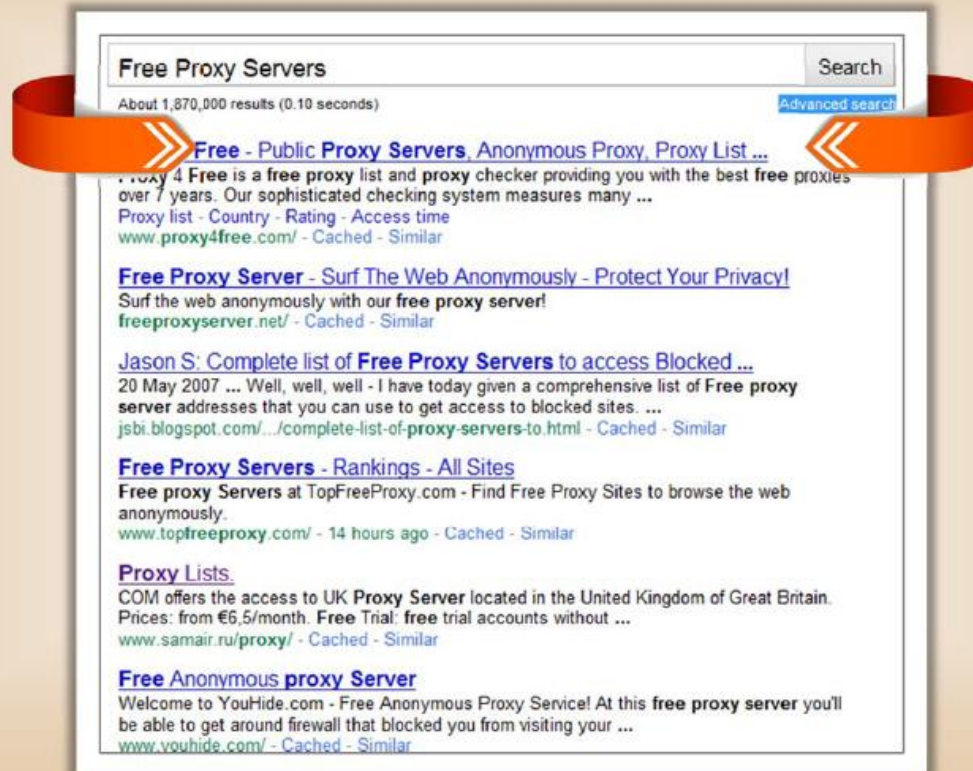 Free Proxy Servers
Search
About 1,870,000 results (0.10 seconds)
Advanced search
Free - Public Proxy Servers, Anonymous Proxy, Proxy List ...
Proxy 4 Free is a free proxy list and proxy checker providing you with the best free proxies
over 7 years. Our sophisticated checking system measures many ...
Proxy list - Country - Rating - Access time
www.proxy4free.com/ - Cached - Similar
Free Proxy Server - Surf The Web Anonymously - Protect Your Privacy!
Surf the web anonymously with our free proxy server!
freeproxyserver.net/ - Cached - Similar
Jason S: Complete list of Free Proxy Servers to access Blocked ...
20 May 2007 ... Well, well, well - I have today given a comprehensive list of Free proxy
server addresses that you can use to get access to blocked sites. ...
jsbi.blogspot.com/.../complete-list-of-proxy-servers-to.html - Cached - Similar
Free Proxy Servers - Rankings - All Sites
Free proxy Servers at TopFreeProxy.com - Find Free Proxy Sites to browse the web
anonymously.
www.topfreeproxy.com/ - 14 hours ago - Cached - Similar
Proxy Lists.
COM offers the access to UK Proxy Server located in the United Kingdom of Great Britain.
Prices: from €6,5/month. Free Trial: free trial accounts without ...
www.samair.ru/proxy/ - Cached - Similar
Free Anonymous proxy Server
Welcome to YouHide.com - Free Anonymous Proxy Service! At this free proxy server you'll
be able to get around firewall that blocked you from visiting your ...
www.youhide.com/ - Cached - Similar